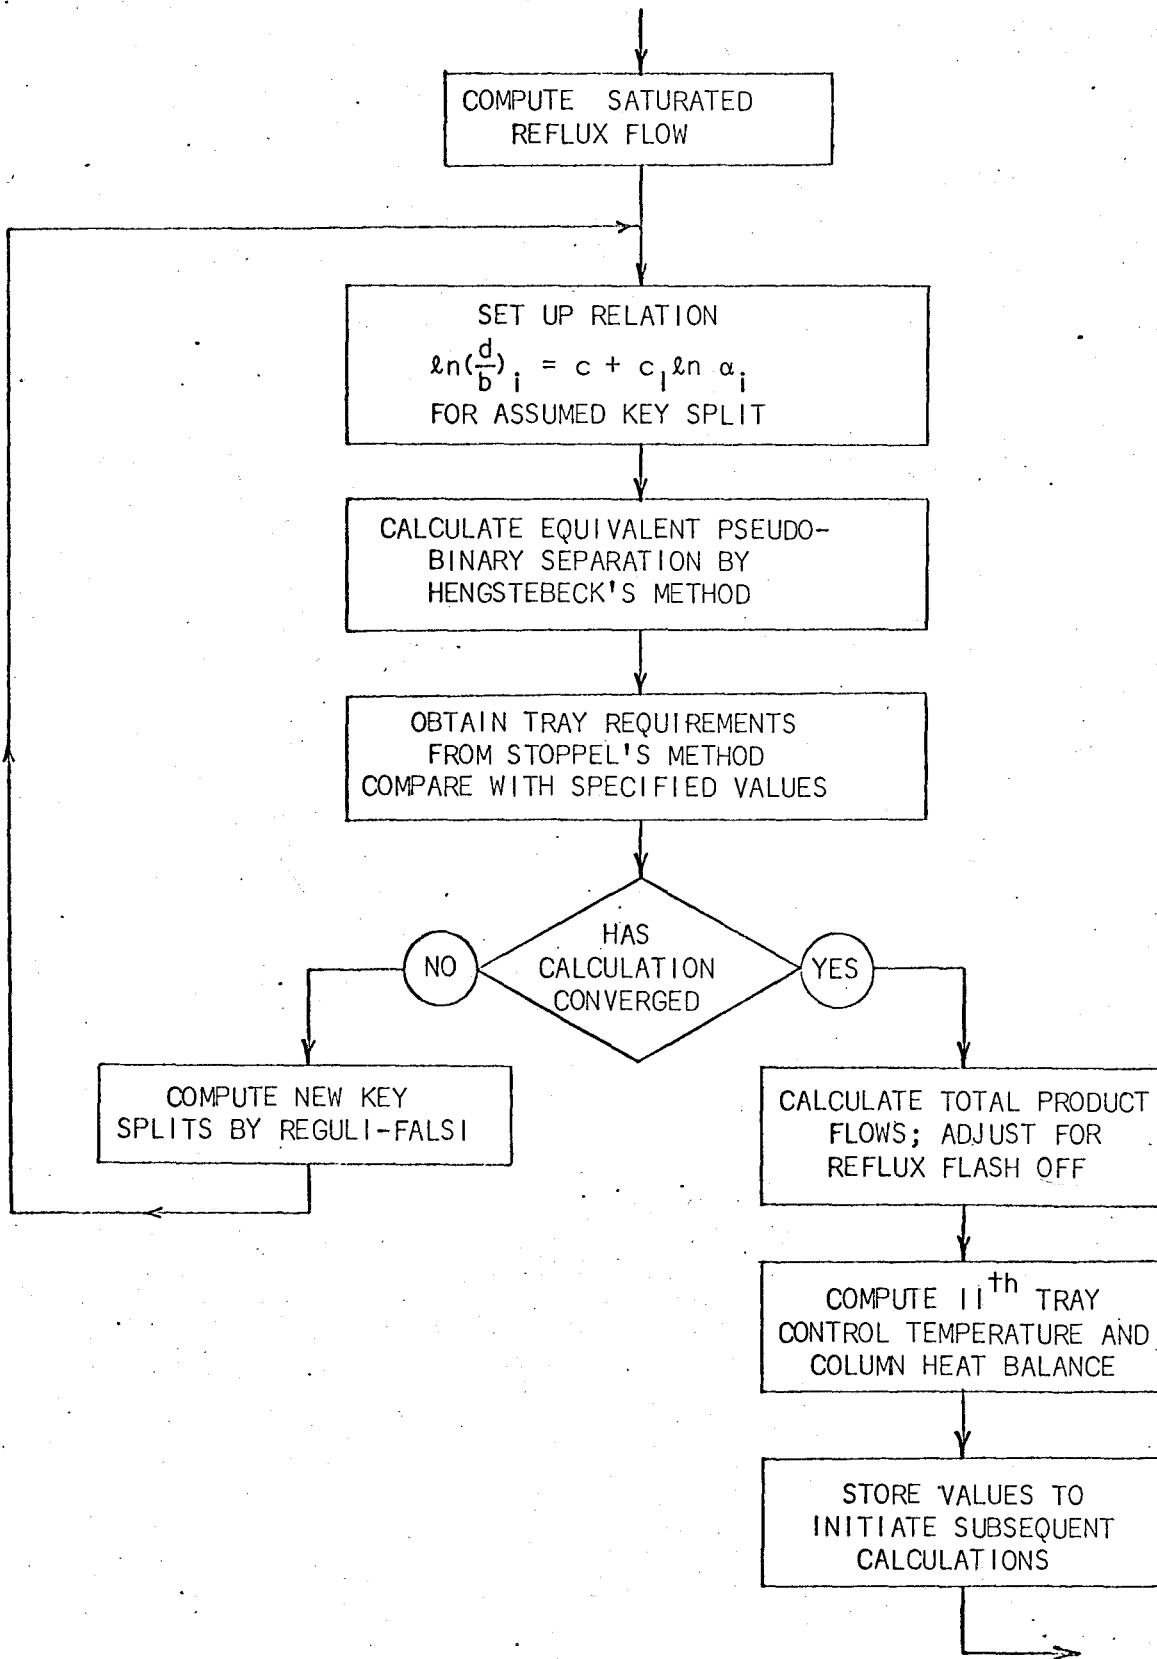 COMPUTE SATURATED
REFLUX FLOW
SET UP RELATION
ℓn(d/b)i = c + c₁ℓn αi
FOR ASSUMED KEY SPLIT
CALCULATE EQUIVALENT PSEUDO-
BINARY SEPARATION BY
HENGSTEBECK'S METHOD
OBTAIN TRAY REQUIREMENTS
FROM STOPPEL'S METHOD
COMPARE WITH SPECIFIED VALUES
HAS
CALCULATION
CONVERGED
NO
YES
COMPUTE NEW KEY
SPLITS BY REGULI-FALSI
CALCULATE TOTAL PRODUCT
FLOWS; ADJUST FOR
REFLUX FLASH OFF
COMPUTE 11th TRAY
CONTROL TEMPERATURE AND
COLUMN HEAT BALANCE
STORE VALUES TO
INITIATE SUBSEQUENT
CALCULATIONS